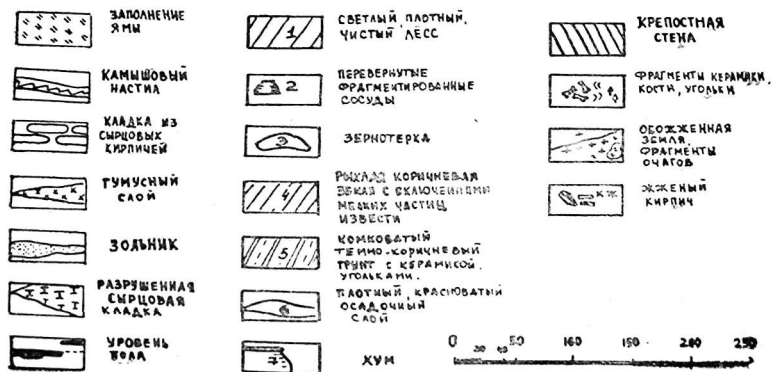 ЗАПОЛНЕНИЕ
ЯМЫ
КАМЫШОВЫЙ
НАСТИЛ
КЛАДКА ИЗ
СЫРЦОВЫХ
КИРПИЧЕЙ
ГУМУСНЫЙ
СЛОЙ
ЗОЛЬНИК
РАЗРУШЕННАЯ
СЫРЦОВАЯ
КЛАДКА
УРОВЕНЬ
ПОЛА
1
СВЕТЛЫЙ, ПЛОТНЫЙ,
ЧИСТЫЙ ЛЁСС
2
ПЕРЕВЕРНУТЫЕ
ФРАГМЕНТИРОВАННЫЕ
СОСУДЫ
3
ЗЕРНОТЕРКА
4
РЫХЛАЯ КОРИЧНЕВАЯ
ЗЕМЛЯ С ВКЛЮЧЕНИЯМИ
МЕЛКИХ ЧАСТИЦ
ИЗВЕСТИ
5
КОМКОВАТЫЙ
ТЕМНО-КОРИЧНЕВЫЙ
ГРУНТ С КЕРАМИКОЙ,
УГОЛЬКАМИ.
6
ПЛОТНЫЙ, КРАСНОВАТЫЙ
ОСАДОЧНЫЙ
СЛОЙ
7
ХУМ
КРЕПОСТНАЯ
СТЕНА
ФРАГМЕНТЫ КЕРАМИКИ,
КОСТИ, УГОЛЬКИ
ОБОЖЖЕННАЯ
ЗЕМЛЯ,
ФРАГМЕНТЫ
ОЧАГОВ
ЖЖЕНЫЙ
КИРПИЧ
0 50 100 150 200 250